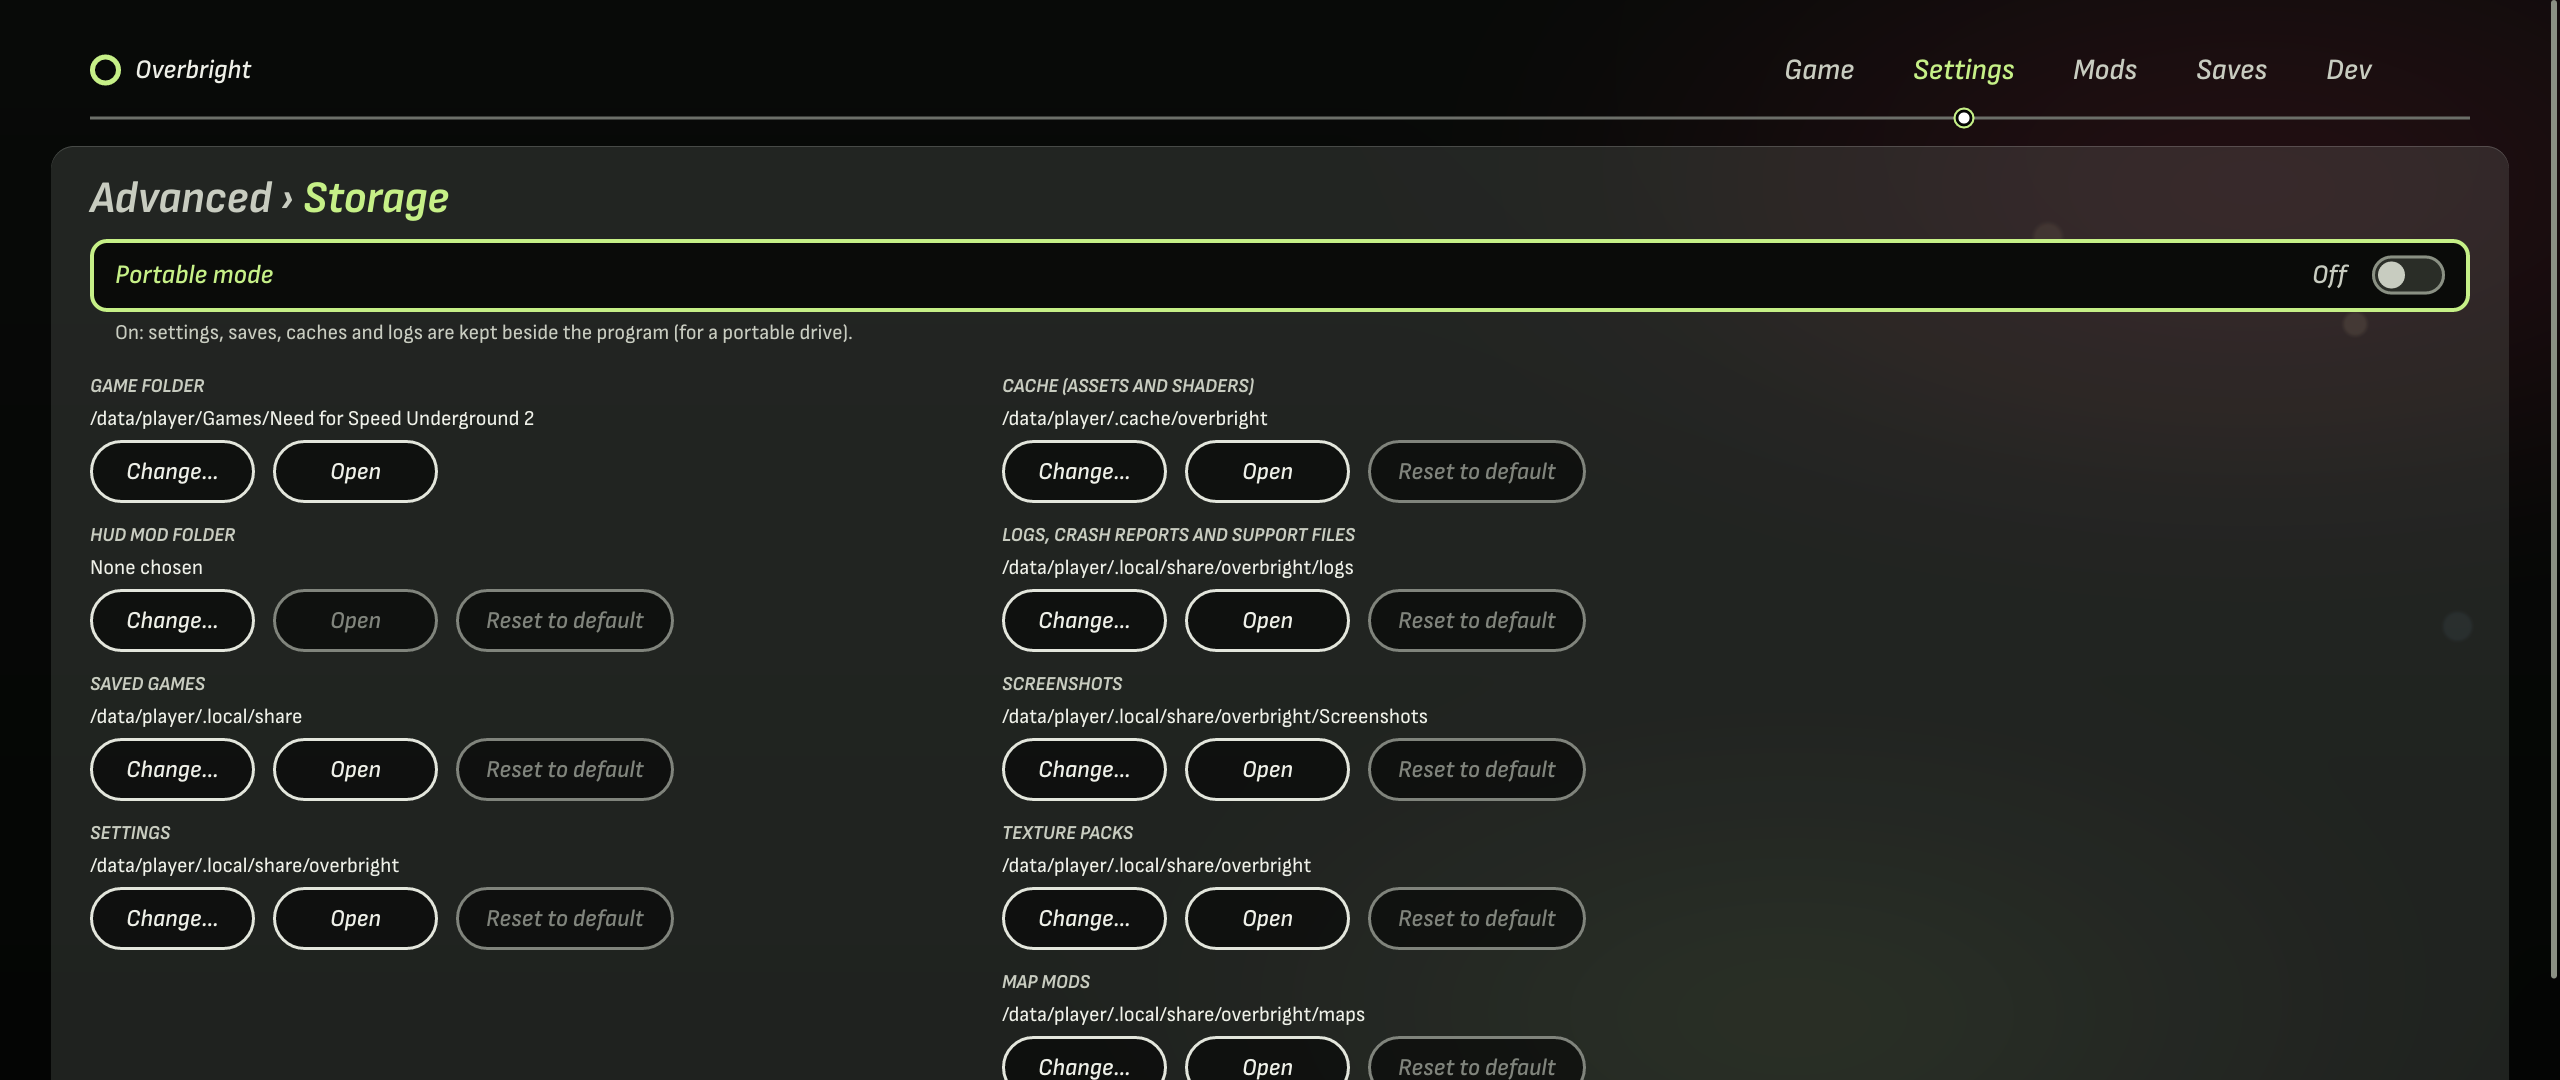 Overbright
Game Settings Mods Saves Dev
Advanced › Storage
Portable mode
Off
On: settings, saves, caches and logs are kept beside the program (for a portable drive).
GAME FOLDER
/data/player/Games/Need for Speed Underground 2
Change... Open
HUD MOD FOLDER
None chosen
Change... Open Reset to default
SAVED GAMES
/data/player/.local/share
Change... Open Reset to default
SETTINGS
/data/player/.local/share/overbright
Change... Open Reset to default
CACHE (ASSETS AND SHADERS)
/data/player/.cache/overbright
Change... Open Reset to default
LOGS, CRASH REPORTS AND SUPPORT FILES
/data/player/.local/share/overbright/logs
Change... Open Reset to default
SCREENSHOTS
/data/player/.local/share/overbright/Screenshots
Change... Open Reset to default
TEXTURE PACKS
/data/player/.local/share/overbright
Change... Open Reset to default
MAP MODS
/data/player/.local/share/overbright/maps
Change... Open Reset to default